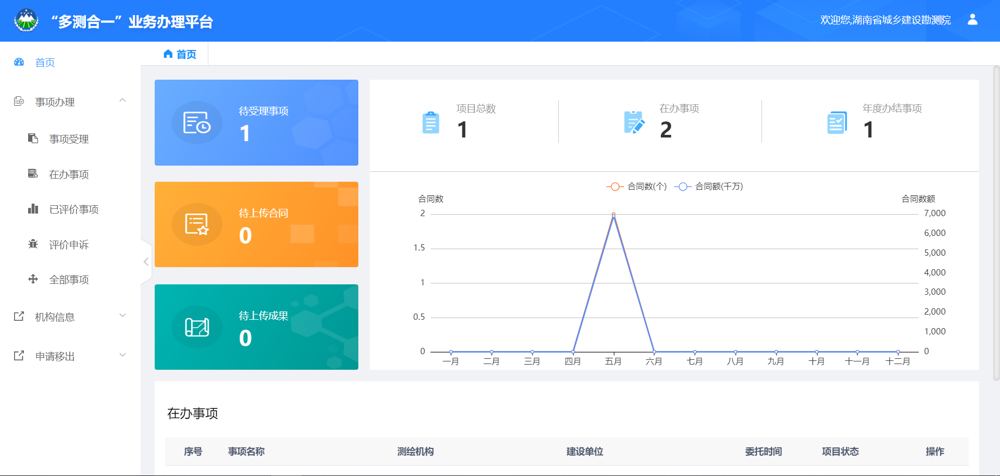 “多测合一”业务办理平台
欢迎您,湖南省城乡建设勘测院
首页
首页
事项办理
事项受理
在办事项
已评价事项
评价申诉
全部事项
机构信息
申请移出
待受理事项
1
待上传合同
0
待上传成果
0
项目总数
1
在办事项
2
年度办结事项
1
合同数(个) 合同额(千万)
合同数 合同数额
2
1.5
1
0.5
0
7,000
6,000
5,000
4,000
3,000
2,000
1,000
0
一月 二月 三月 四月 五月 六月 七月 八月 九月 十月 十一月 十二月
在办事项
序号 事项名称 测绘机构 建设单位 委托时间 项目状态 操作